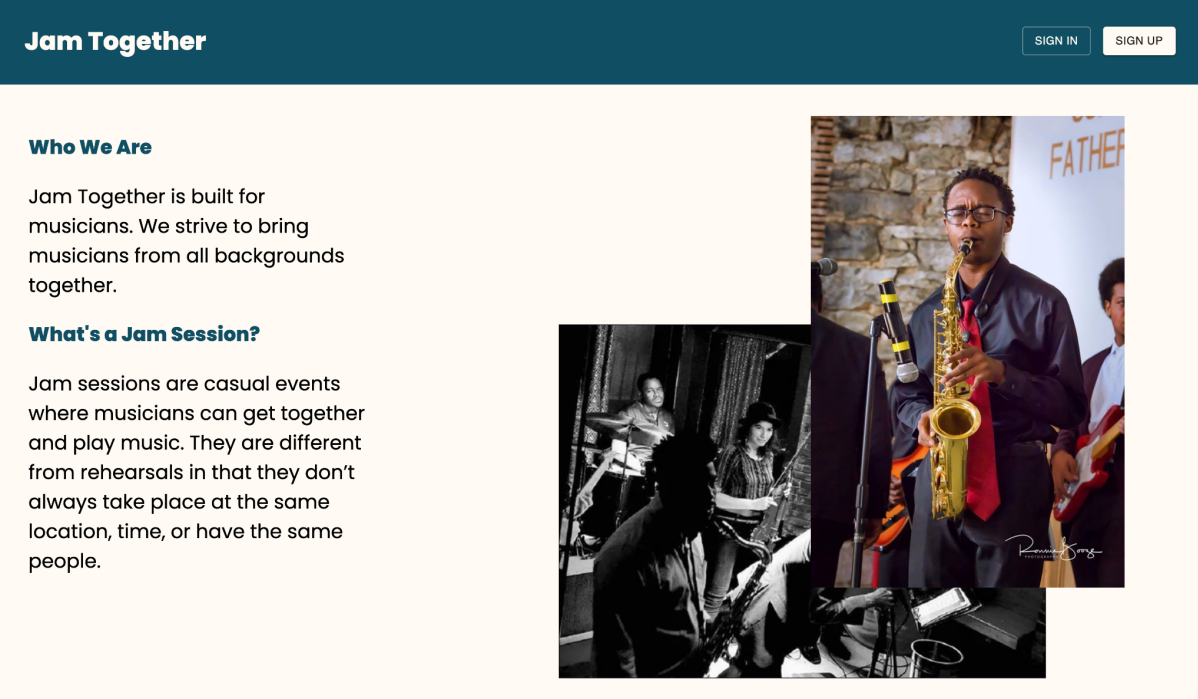 Jam Together
SIGN IN
SIGN UP
Who We Are
Jam Together is built for
musicians. We strive to bring
musicians from all backgrounds
together.
What's a Jam Session?
Jam sessions are casual events
where musicians can get together
and play music. They are different
from rehearsals in that they don’t
always take place at the same
location, time, or have the same
people.
FATHER
PHOTOGRAPHY